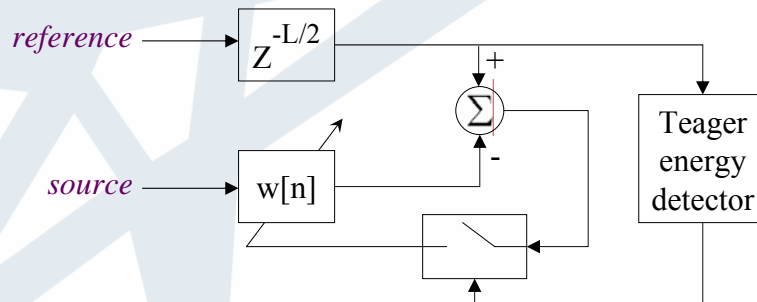 reference
Z-L/2
+
Σ
Teager
energy
detector
-
source
w[n]